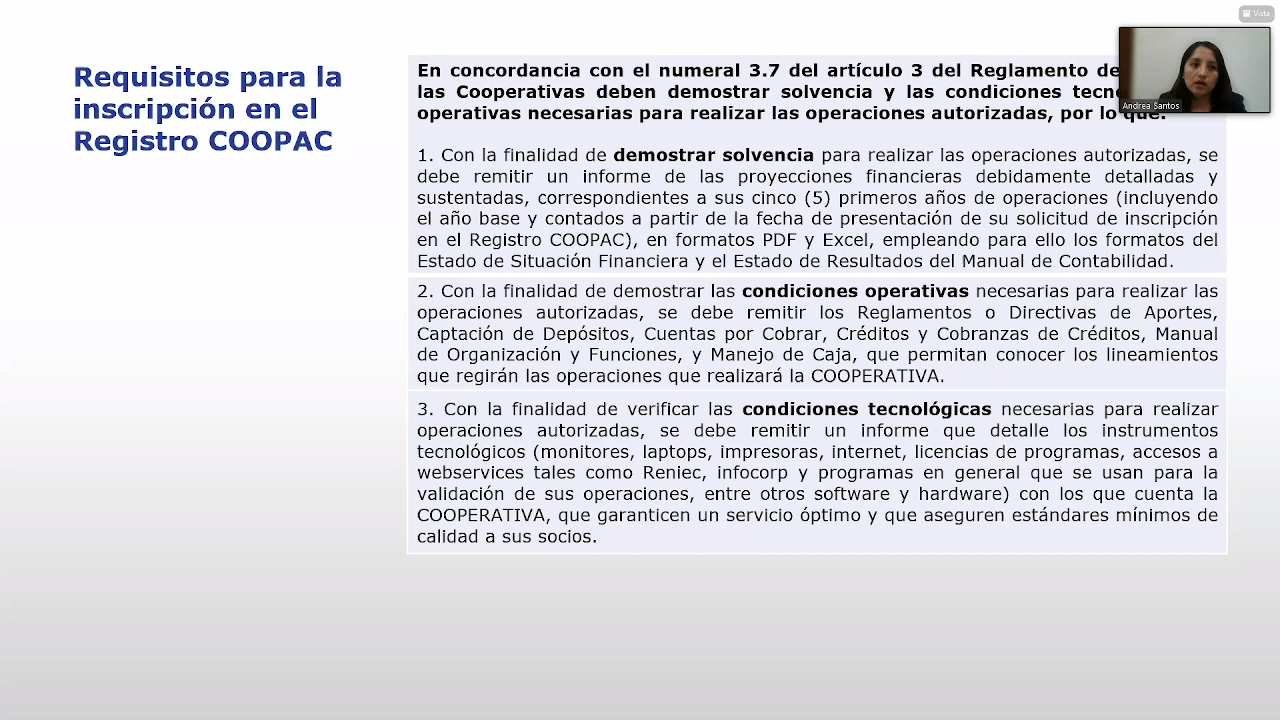 Vista
Requisitos para la
inscripción en el
Registro COOPAC
En concordancia con el numeral 3.7 del artículo 3 del Reglamento de
las Cooperativas deben demostrar solvencia y las condiciones
operativas necesarias para realizar las operaciones autorizadas, por lo que:
Andrea Santos
1. Con la finalidad de demostrar solvencia para realizar las operaciones autorizadas, se
debe remitir un informe de las proyecciones financieras debidamente detalladas y
sustentadas, correspondientes a sus cinco (5) primeros años de operaciones (incluyendo
el año base y contados a partir de la fecha de presentación de su solicitud de inscripción
en el Registro COOPAC), en formatos PDF y Excel, empleando para ello los formatos del
Estado de Situación Financiera y el Estado de Resultados del Manual de Contabilidad.
2. Con la finalidad de demostrar las condiciones operativas necesarias para realizar las
operaciones autorizadas, se debe remitir los Reglamentos o Directivas de Aportes,
Captación de Depósitos, Cuentas por Cobrar, Créditos y Cobranzas de Créditos, Manual
de Organización y Funciones, y Manejo de Caja, que permitan conocer los lineamientos
que regirán las operaciones que realizará la COOPERATIVA.
3. Con la finalidad de verificar las condiciones tecnológicas necesarias para realizar
operaciones autorizadas, se debe remitir un informe que detalle los instrumentos
tecnológicos (monitores, laptops, impresoras, internet, licencias de programas, accesos a
webservices tales como Reniec, infocorp y programas en general que se usan para la
validación de sus operaciones, entre otros software y hardware) con los que cuenta la
COOPERATIVA, que garanticen un servicio óptimo y que aseguren estándares mínimos de
calidad a sus socios.